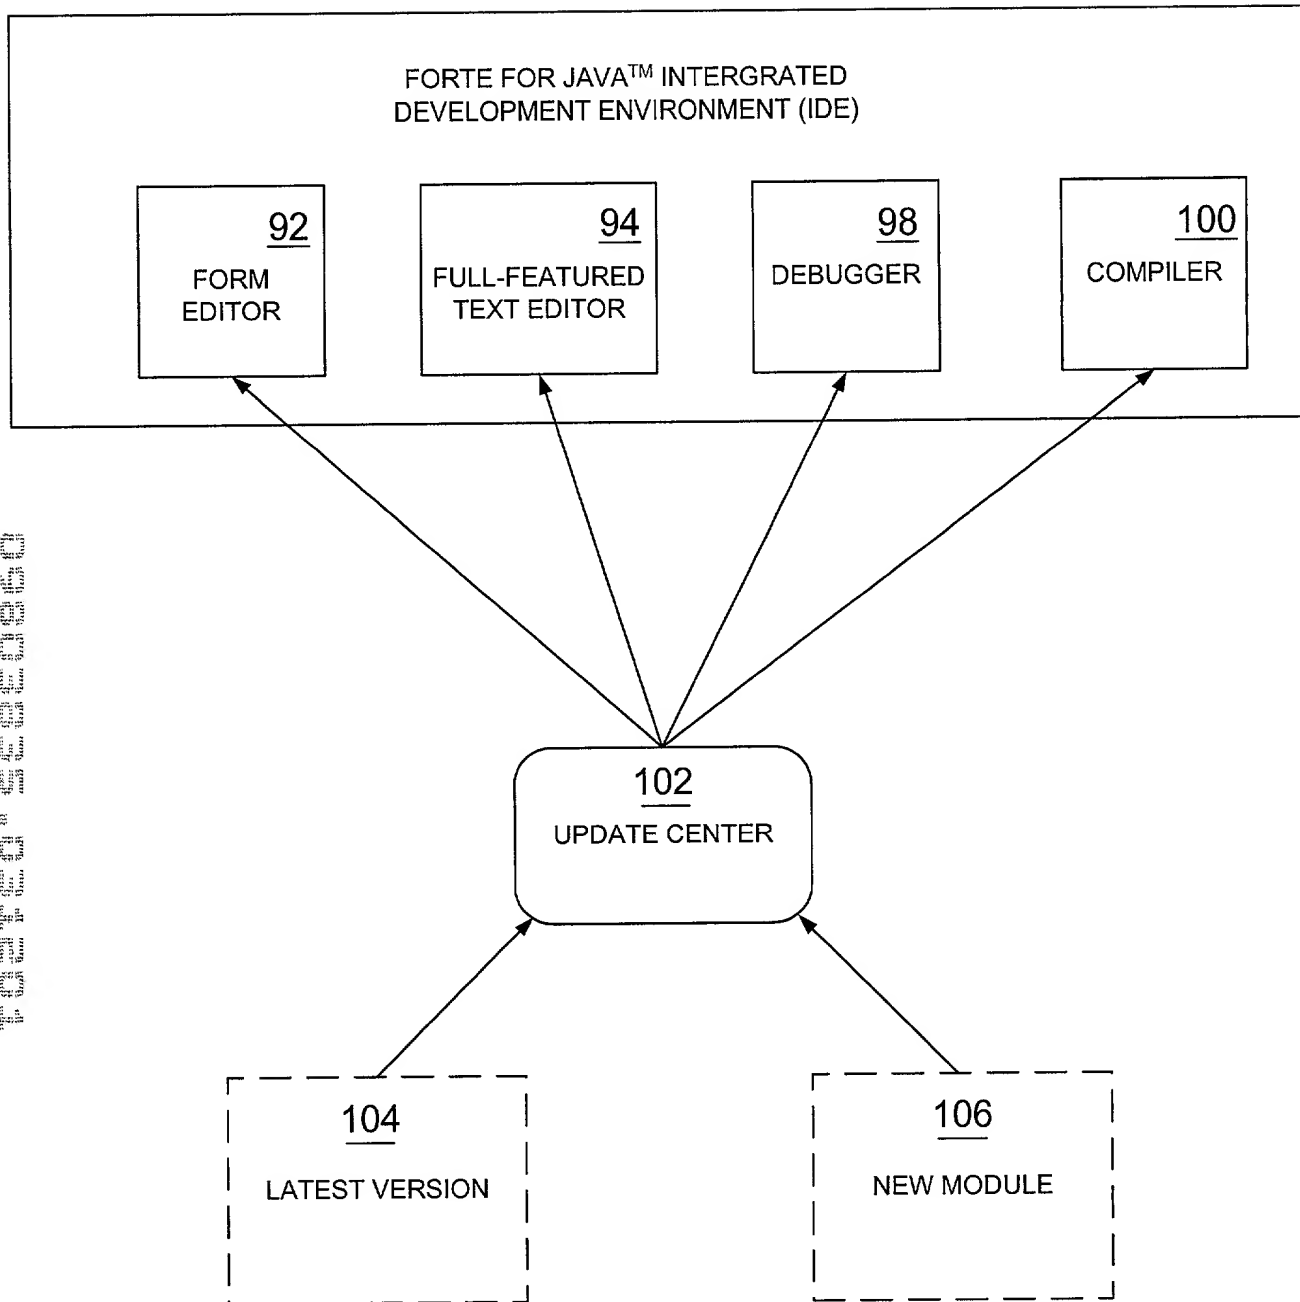 FORTE FOR JAVA™ INTERGRATED
DEVELOPMENT ENVIRONMENT (IDE)
92
FORM
EDITOR
94
FULL-FEATURED
TEXT EDITOR
98
DEBUGGER
100
COMPILER
102
UPDATE CENTER
104
LATEST VERSION
106
NEW MODULE